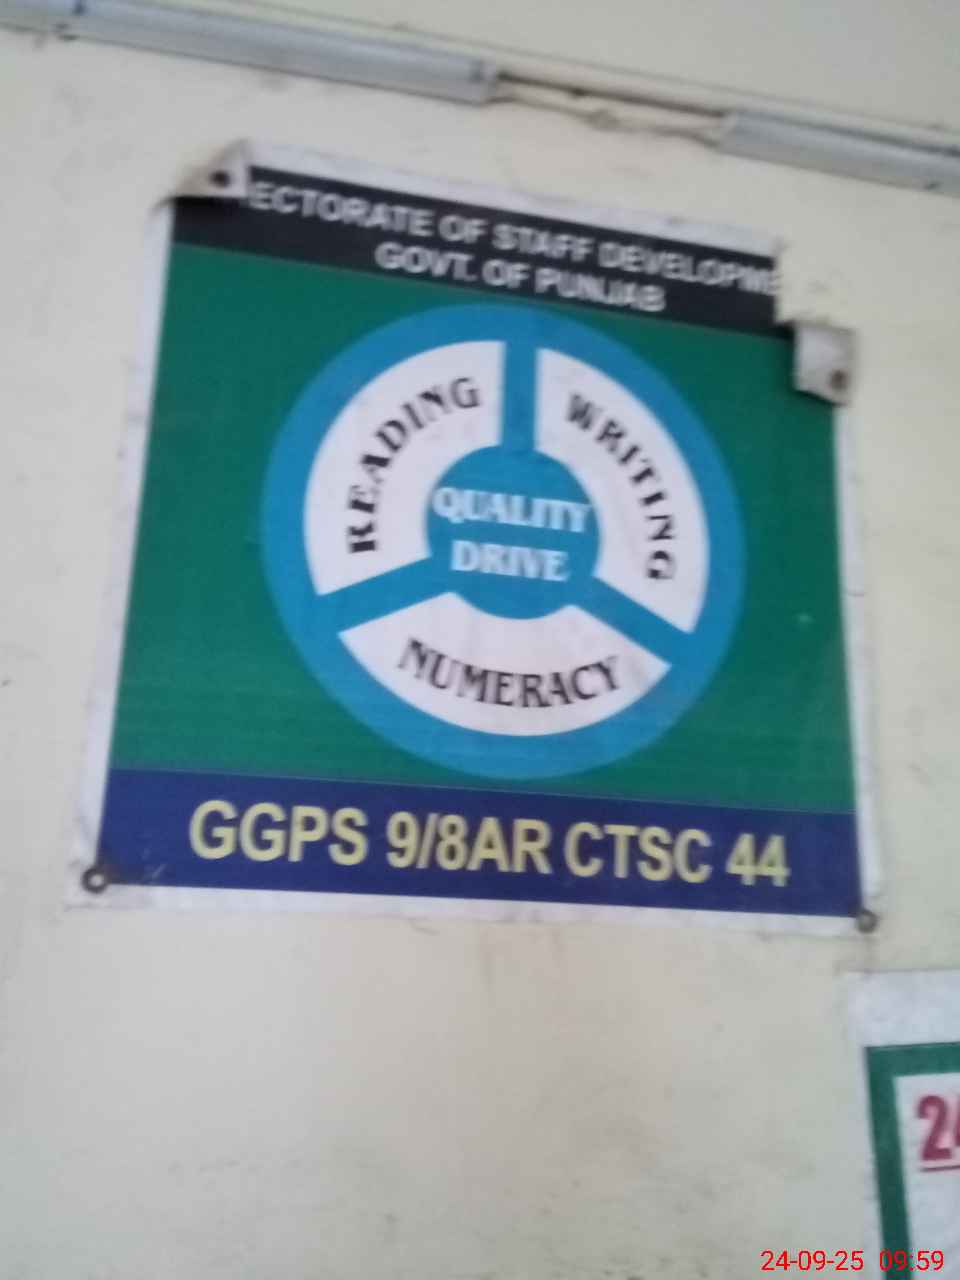 ECTORATE OF STAFF DEVELOPME
GOVT. OF PUNJAB
READING
WRITING
QUALITY
DRIVE
NUMERACY
GGPS 9/8AR CTSC 44
24-09-25 09:59